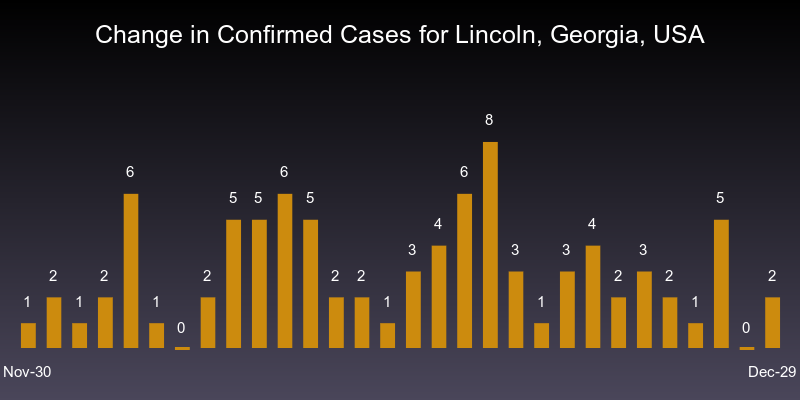 Change in Confirmed Cases for Lincoln, Georgia, USA
1 2 1 2 6 1 0 2 5 5 6 5 2 2 1 3 4 6 8 3 1 3 4 2 3 2 1 5 0 2
Nov-30 Dec-29